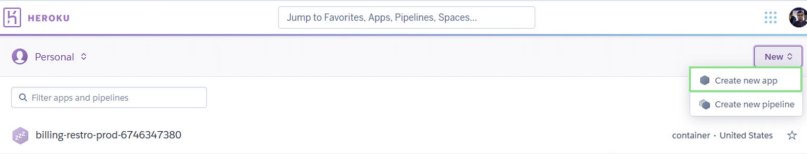 HEROKU
Jump to Favorites, Apps, Pipelines, Spaces...
Personal
New
Create new app
Filter apps and pipelines
Create new pipeline
billing-restro-prod-6746347380
container · United States